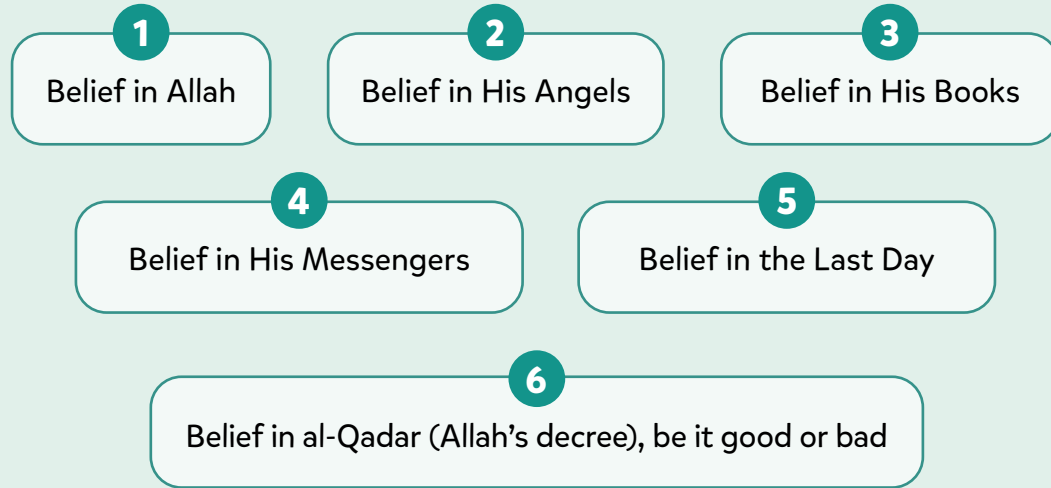 1
Belief in Allah
2
Belief in His Angels
3
Belief in His Books
4
Belief in His Messengers
5
Belief in the Last Day
6
Belief in al-Qadar (Allah’s decree), be it good or bad